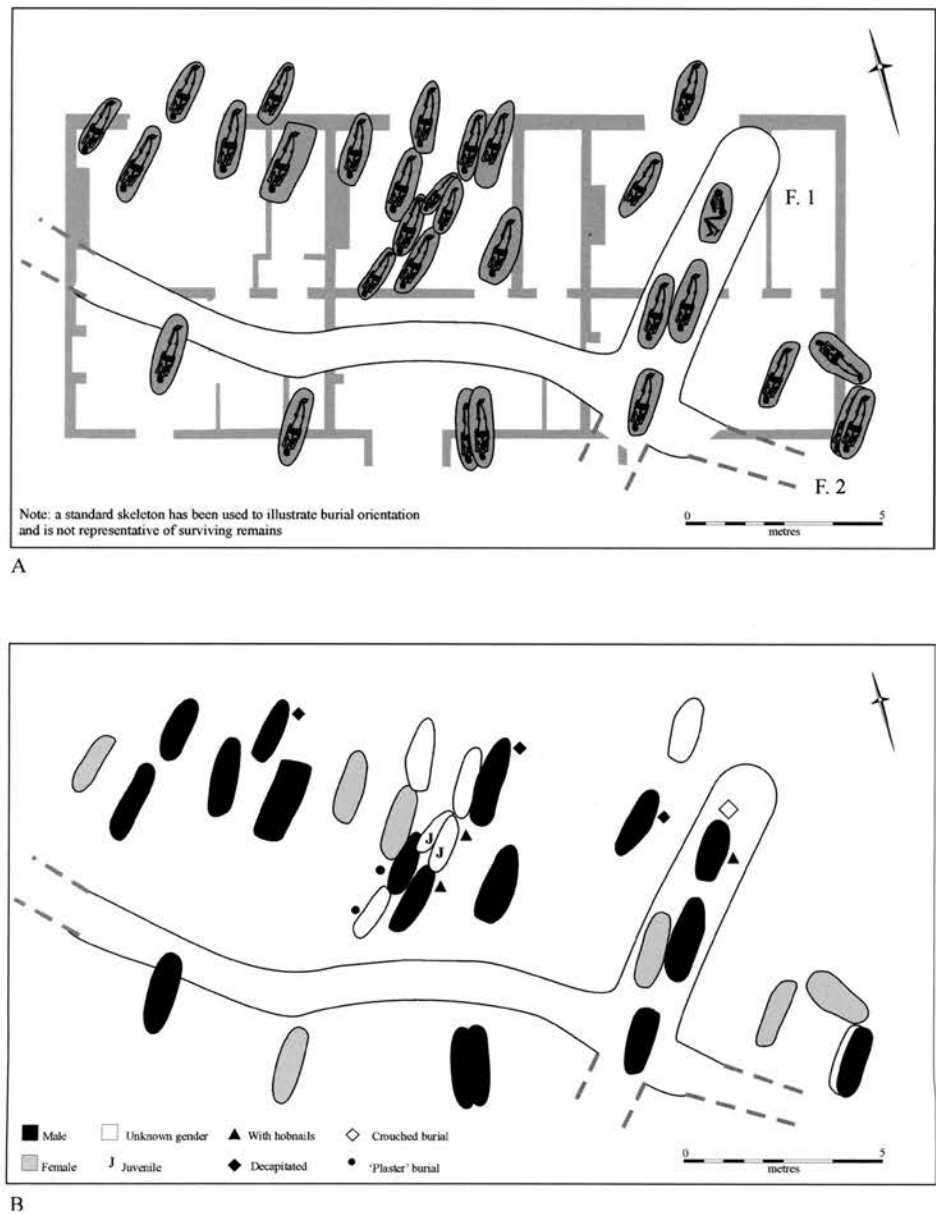 F. 1
F. 2
Note: a standard skeleton has been used to illustrate burial orientation
and is not representative of surviving remains
0 5
metres
A
J
J
Male Unknown gender With hobnails Crouched burial
Female J Juvenile Decapitated 'Plaster' burial
0 5
metres
B